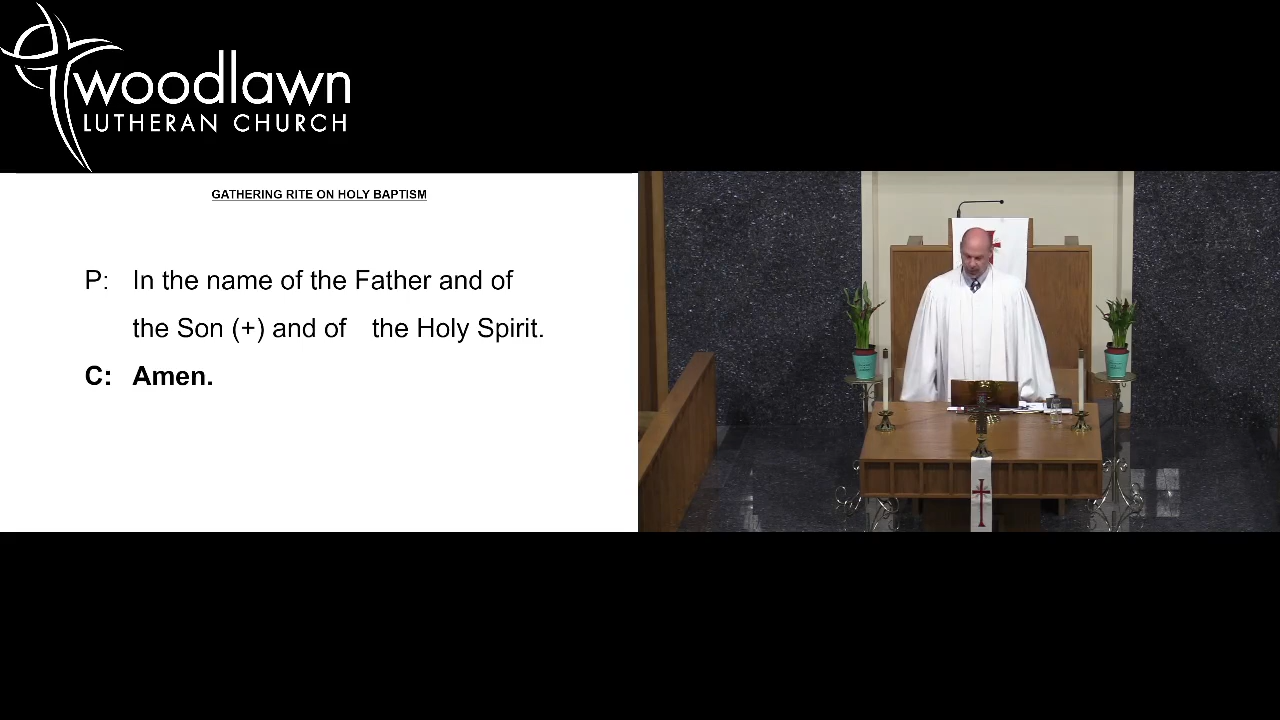 woodlawn
LUTHERAN CHURCH
GATHERING RITE ON HOLY BAPTISM
P: In the name of the Father and of
the Son (+) and of the Holy Spirit.
C: Amen.